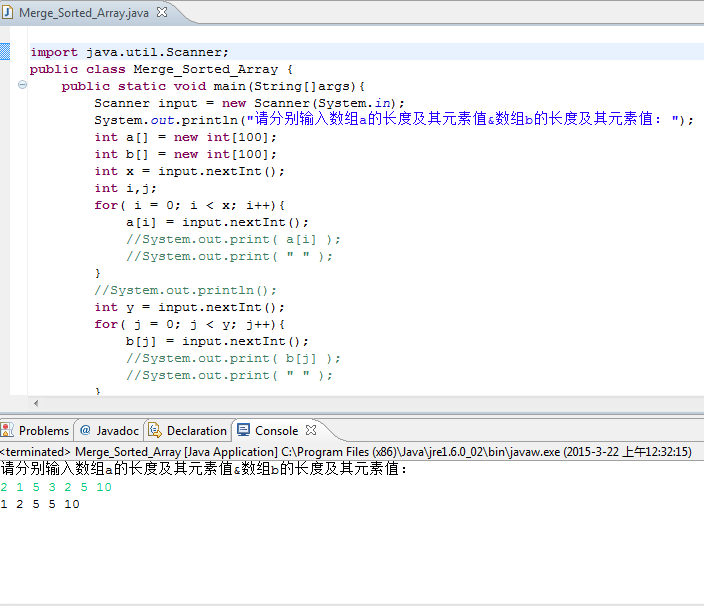 Merge_Sorted_Array.java
import java.util.Scanner;
public class Merge_Sorted_Array {
public static void main(String[]args){
Scanner input = new Scanner(System.in);
System.out.println("请分别输入数组a的长度及其元素值&数组b的长度及其元素值：");
int a[] = new int[100];
int b[] = new int[100];
int x = input.nextInt();
int i,j;
for( i = 0; i < x; i++){
a[i] = input.nextInt();
//System.out.print( a[i] );
//System.out.print( " " );
}
//System.out.println();
int y = input.nextInt();
for( j = 0; j < y; j++){
b[j] = input.nextInt();
//System.out.print( b[j] );
//System.out.print( " " );
}
Problems @ Javadoc Declaration Console
<terminated> Merge_Sorted_Array [Java Application] C:\Program Files (x86)\Java\jre1.6.0_02\bin\javaw.exe (2015-3-22 上午12:32:15)
请分别输入数组a的长度及其元素值&数组b的长度及其元素值：
2 1 5 3 2 5 10
1 2 5 5 10